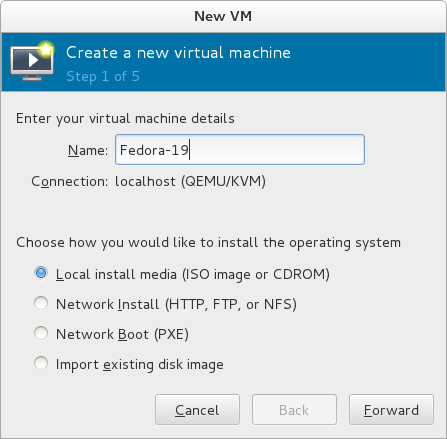 New VM
Create a new virtual machine
Step 1 of 5
Enter your virtual machine details
Name: Fedora-19
Connection: localhost (QEMU/KVM)
Choose how you would like to install the operating system
Local install media (ISO image or CDROM)
Network Install (HTTP, FTP, or NFS)
Network Boot (PXE)
Import existing disk image
Cancel Back Forward